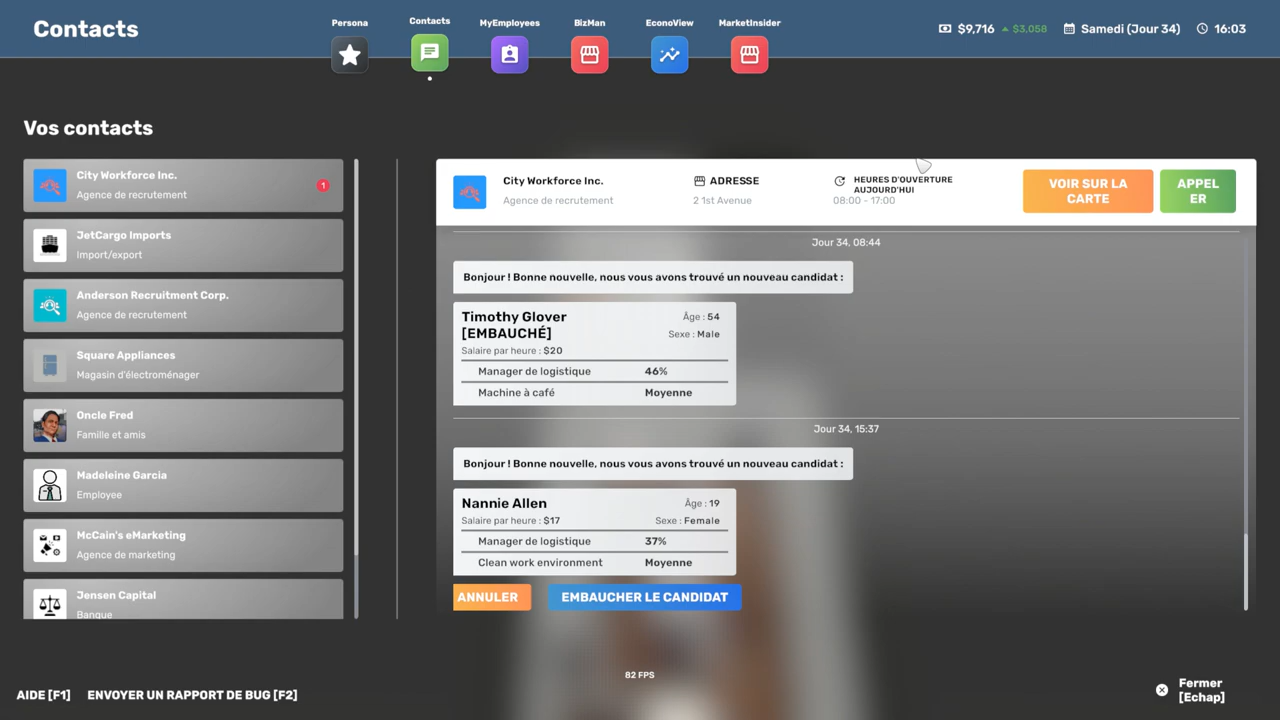 Contacts
Persona
Contacts
MyEmployees
BizMan
EconoView
MarketInsider
$9,716
$3,058
Samedi (Jour 34)
16:03
Vos contacts
City Workforce Inc.
Agence de recrutement
1
JetCargo Imports
Import/export
Anderson Recruitment Corp.
Agence de recrutement
Square Appliances
Magasin d'électroménager
Oncle Fred
Famille et amis
Madeleine Garcia
Employee
McCain's eMarketing
Agence de marketing
Jensen Capital
Banque
City Workforce Inc.
Agence de recrutement
ADRESSE
2 1st Avenue
HEURES D'OUVERTURE
AUJOURD'HUI
08:00 - 17:00
VOIR SUR LA
CARTE
APPEL
ER
Jour 34, 08:44
Bonjour ! Bonne nouvelle, nous vous avons trouvé un nouveau candidat :
Timothy Glover
[EMBAUCHÉ]
Âge : 54
Sexe : Male
Salaire par heure : $20
Manager de logistique 46%
Machine à café Moyenne
Jour 34, 15:37
Bonjour ! Bonne nouvelle, nous vous avons trouvé un nouveau candidat :
Nannie Allen
Âge : 19
Salaire par heure : $17
Sexe : Female
Manager de logistique 37%
Clean work environment Moyenne
ANNULER
EMBAUCHER LE CANDIDAT
82 FPS
AIDE [F1]
ENVOYER UN RAPPORT DE BUG [F2]
Fermer
[Echap]